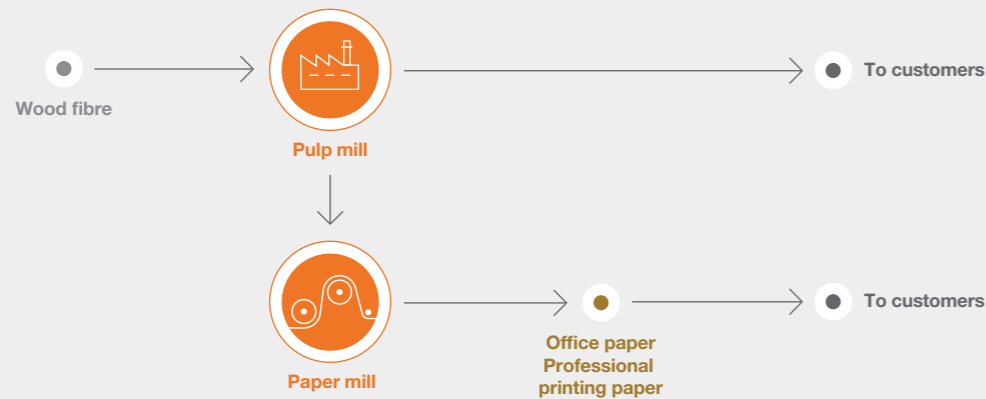 To customers
Wood fibre
Pulp mill
To customers
Office paper
Professional
printing paper
Paper mill